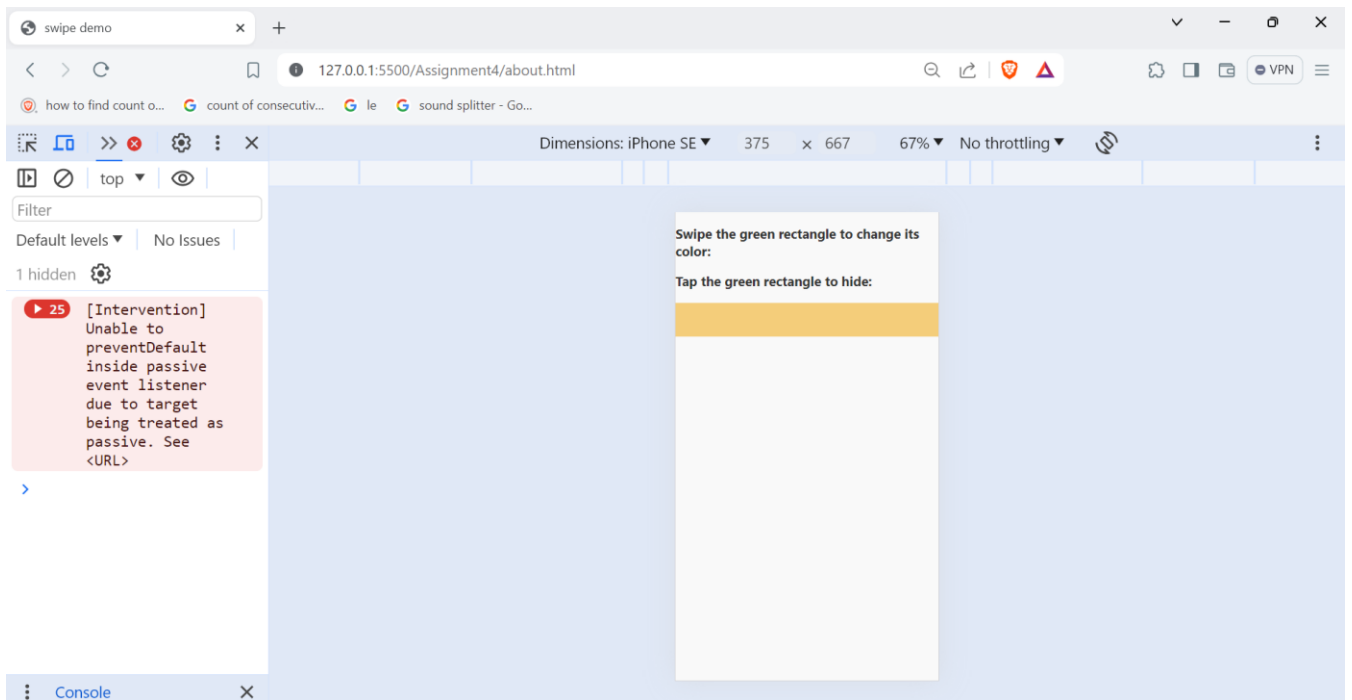 swipe demo
127.0.0.1:5500/Assignment4/about.html
VPN
how to find count o... count of consecutiv... le sound splitter - Go...
Dimensions: iPhone SE 375 × 667 67% No throttling
top
Filter
Default levels No Issues
1 hidden
25 [Intervention]
Unable to
preventDefault
inside passive
event listener
due to target
being treated as
passive. See
<URL>
Swipe the green rectangle to change its
color:
Tap the green rectangle to hide:
Console